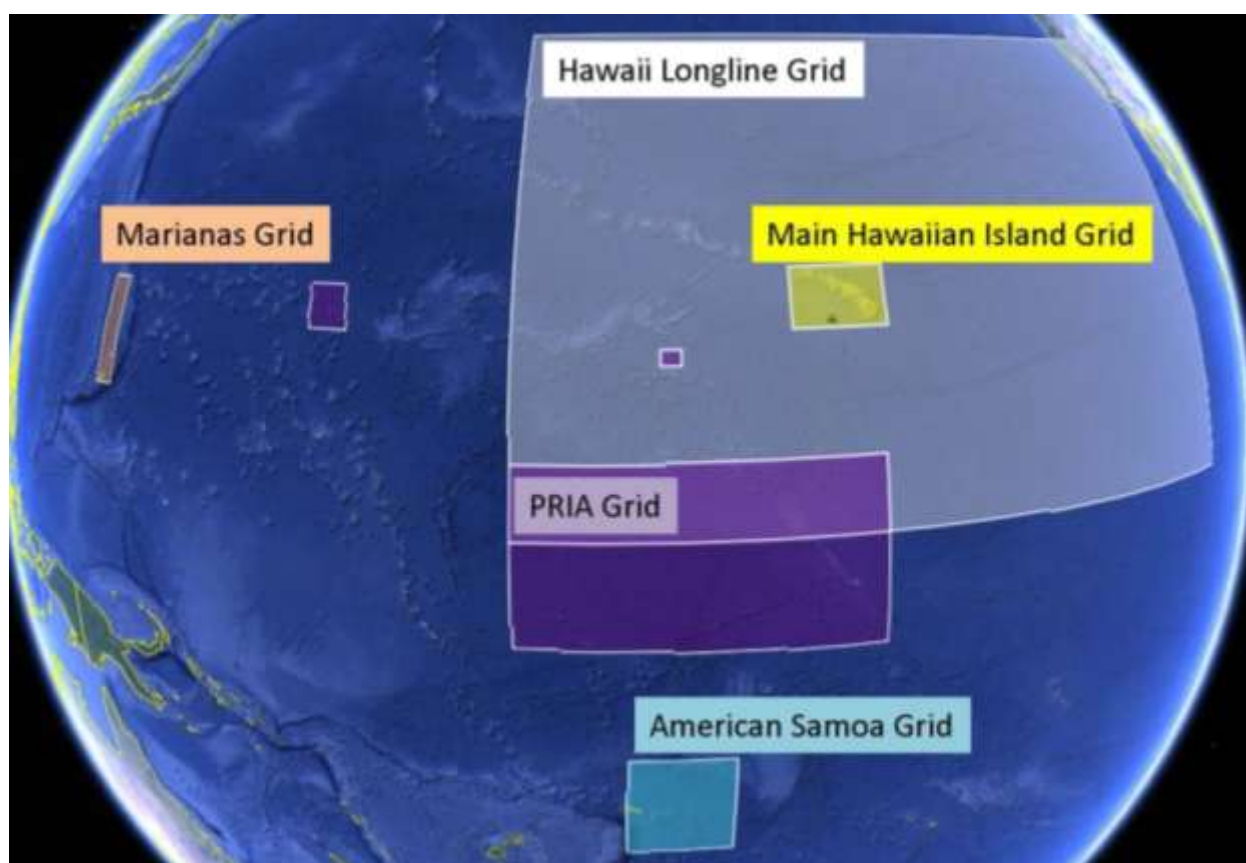 Hawaii Longline Grid
Marianas Grid
Main Hawaiian Island Grid
PRIA Grid
American Samoa Grid